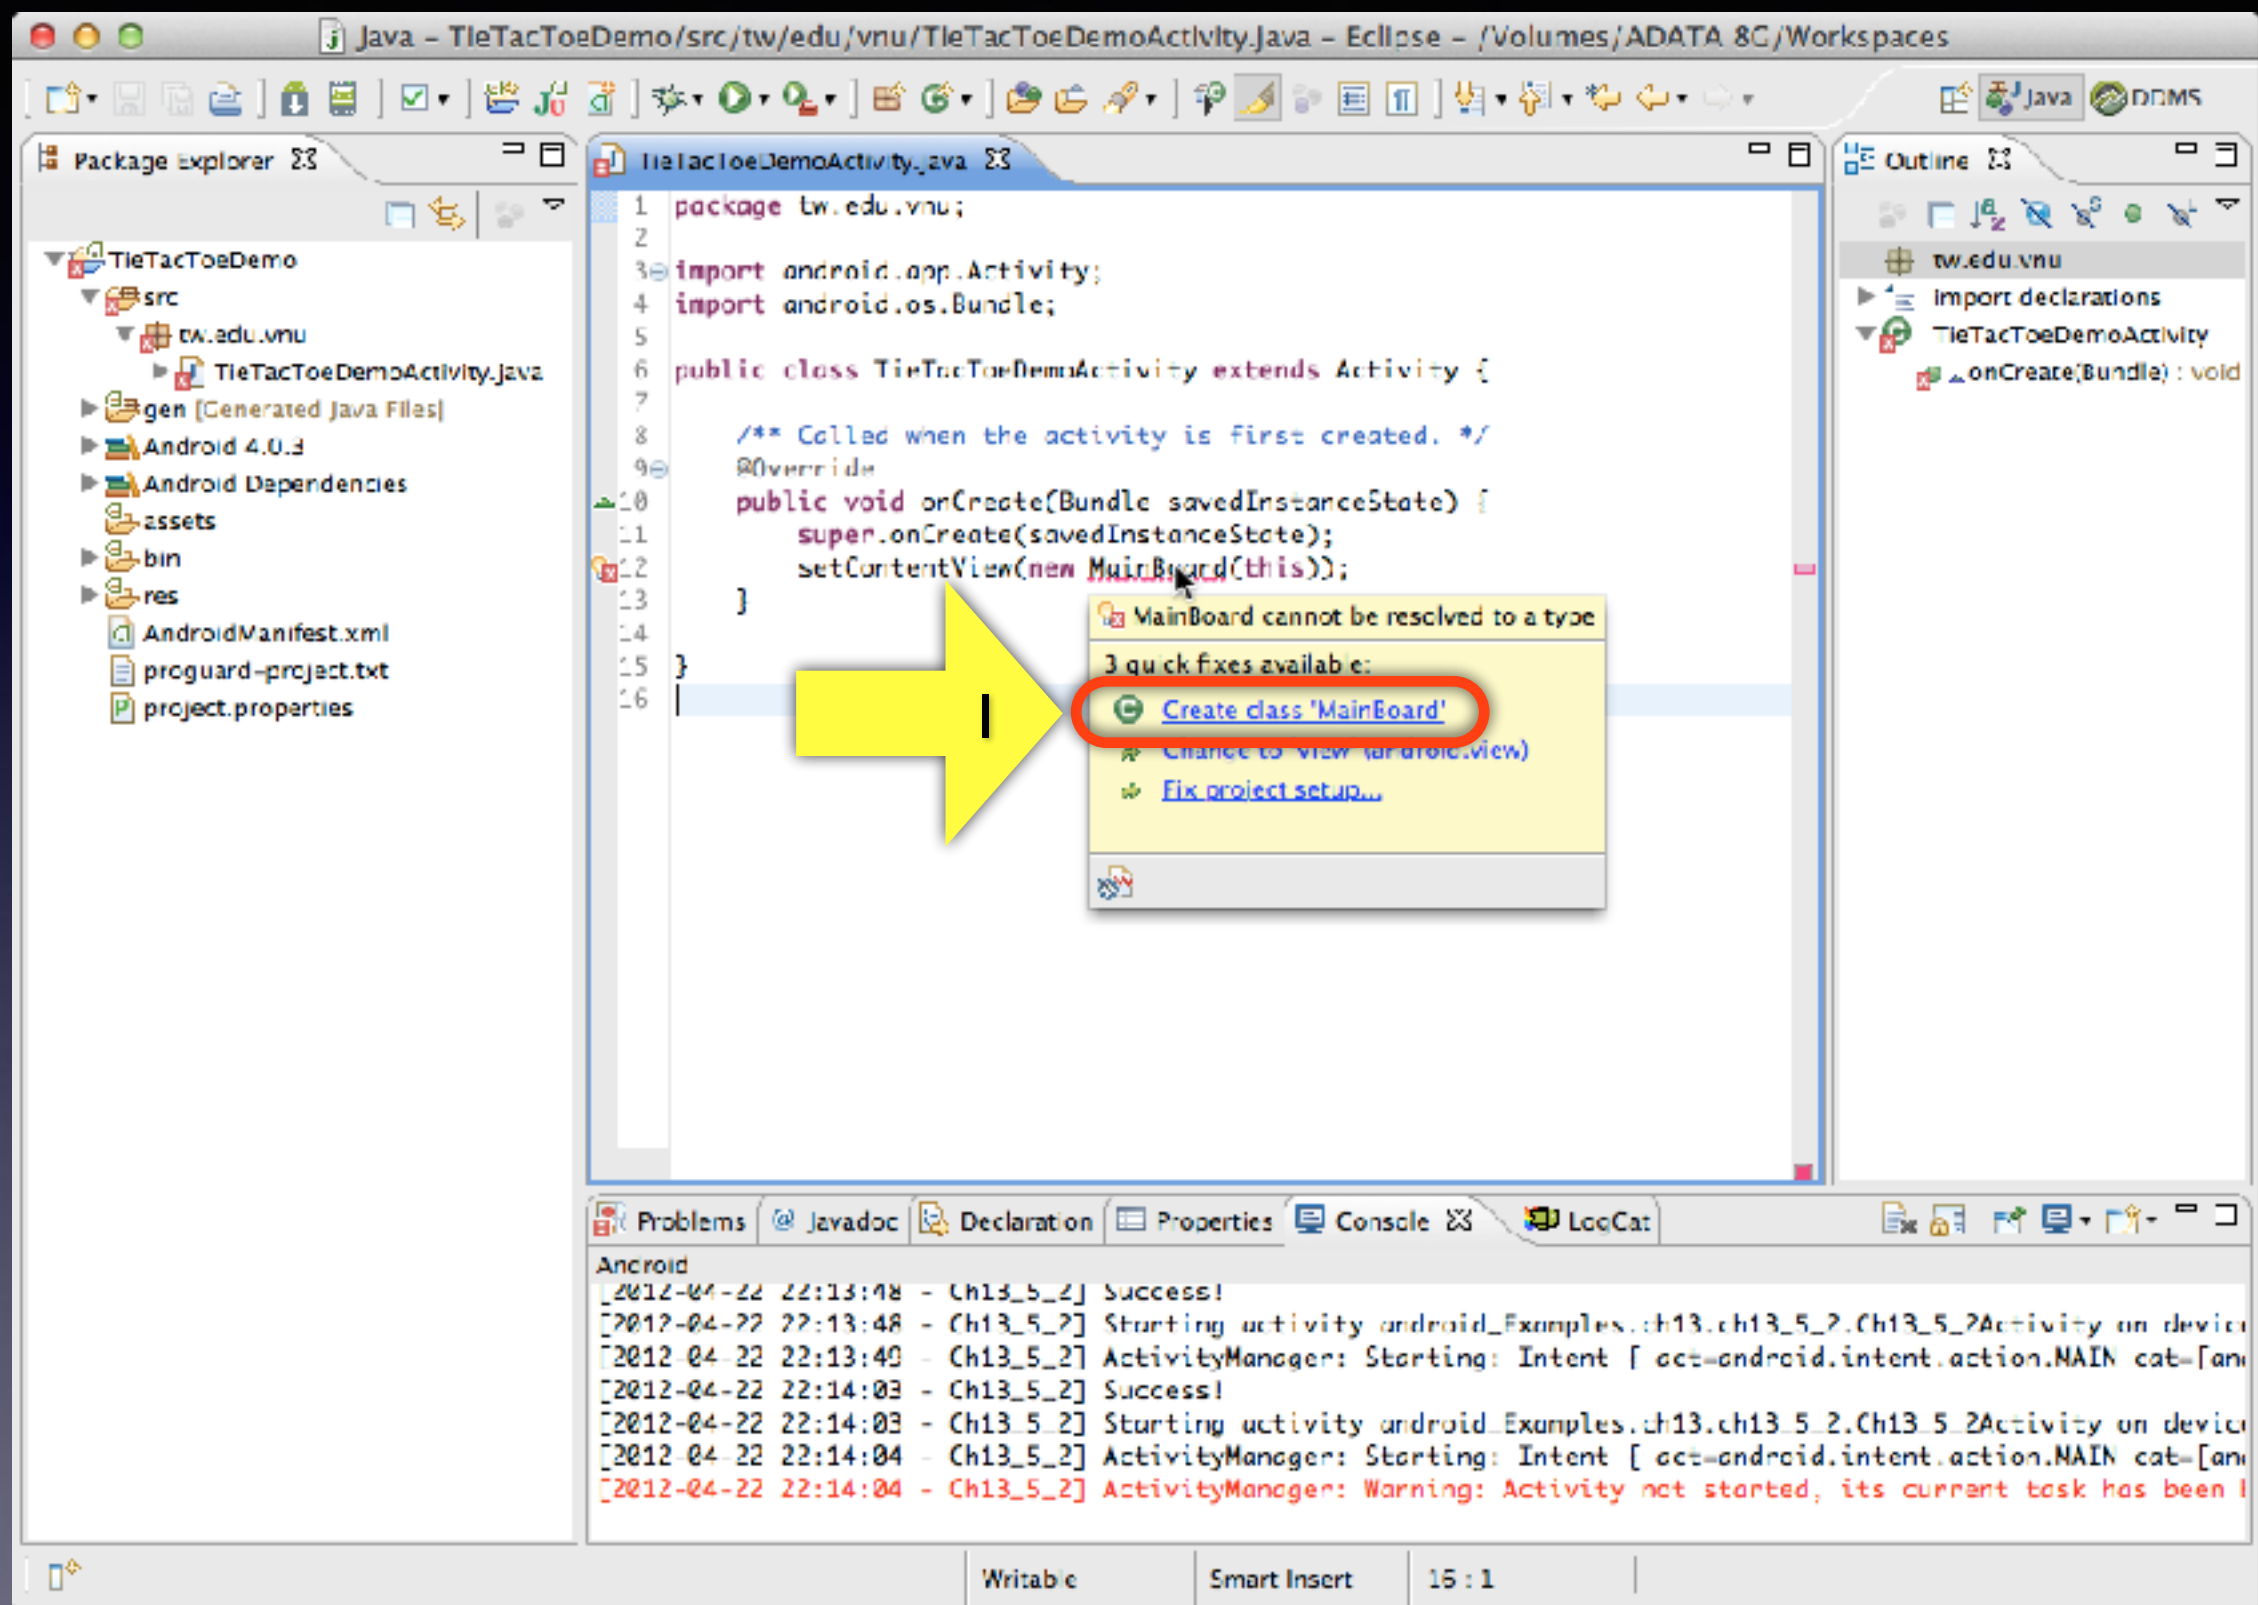 Java – TieTacToeDemo/src/tw/edu/vnu/TieTacToeDemoActivity.java – Eclipse – /Volumes/ADATA 8G/Workspaces
Java
DDMS
Package Explorer
TieTacToeDemo
src
tw.edu.vnu
TieTacToeDemoActivity.java
gen [Generated Java Files]
Android 4.0.3
Android Dependencies
assets
bin
res
AndroidManifest.xml
proguard-project.txt
project.properties
TieTacToeDemoActivity.java
1 package tw.edu.vnu;
2
3 import android.app.Activity;
4 import android.os.Bundle;
5
6 public class TieTacToeDemoActivity extends Activity {
7
8 /** Called when the activity is first created. */
9 @Override
10 public void onCreate(Bundle savedInstanceState) {
11 super.onCreate(savedInstanceState);
12 setContentView(new MainBoard(this));
13 }
14
15 }
16
1
MainBoard cannot be resolved to a type
3 quick fixes available:
Create class 'MainBoard'
Change to 'View' (android.view)
Fix project setup...
Outline
tw.edu.vnu
import declarations
TieTacToeDemoActivity
onCreate(Bundle) : void
Problems
Javadoc
Declaration
Properties
Console
LogCat
Android
[2012-04-22 22:13:48 - Ch13_5_2] Success!
[2012-04-22 22:13:48 - Ch13_5_2] Starting activity android_Examples.ch13.ch13_5_2.Ch13_5_2Activity on devic
[2012-04-22 22:13:49 - Ch13_5_2] ActivityManager: Starting: Intent { act=android.intent.action.MAIN cat=[an
[2012-04-22 22:14:03 - Ch13_5_2] Success!
[2012-04-22 22:14:03 - Ch13_5_2] Starting activity android_Examples.ch13.ch13_5_2.Ch13_5_2Activity on devic
[2012-04-22 22:14:04 - Ch13_5_2] ActivityManager: Starting: Intent { act=android.intent.action.MAIN cat=[an
[2012-04-22 22:14:04 - Ch13_5_2] ActivityManager: Warning: Activity not started, its current task has been
Writable
Smart Insert
16 : 1